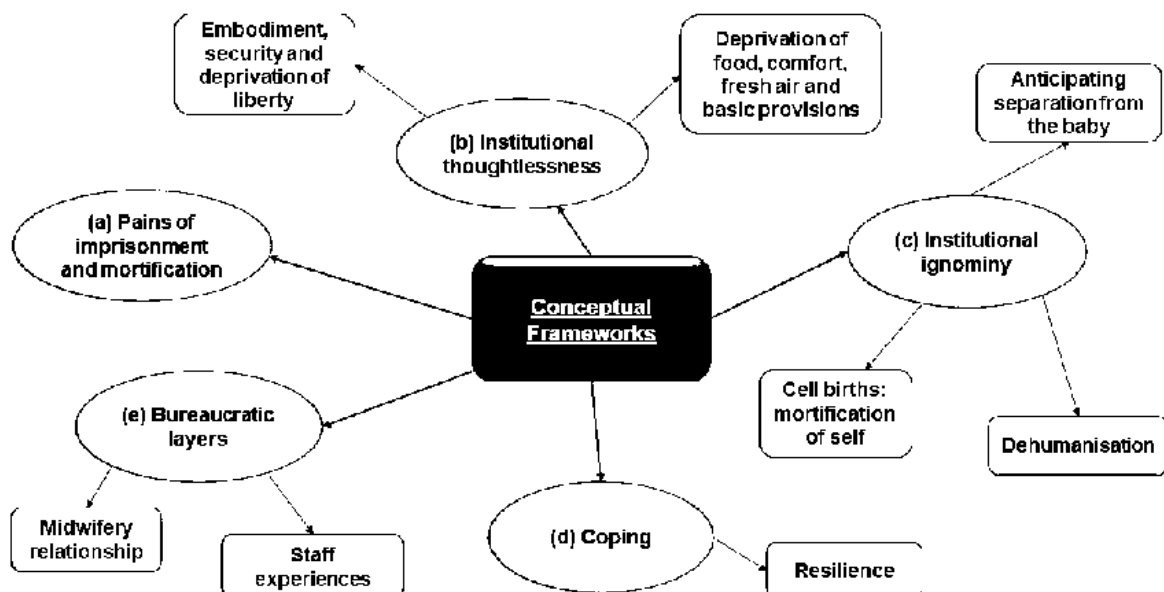 Embodiment,
security and
deprivation of
liberty
Deprivation of
food, comfort,
fresh air and
basic provisions
Anticipating
separation from
the baby
(b) Institutional
thoughtlessness
(a) Pains of
imprisonment
and mortification
(c) Institutional
ignominy
Conceptual
Frameworks
Cell births:
mortification
of self
Dehumanisation
(e) Bureaucratic
layers
Midwifery
relationship
Staff
experiences
(d) Coping
Resilience